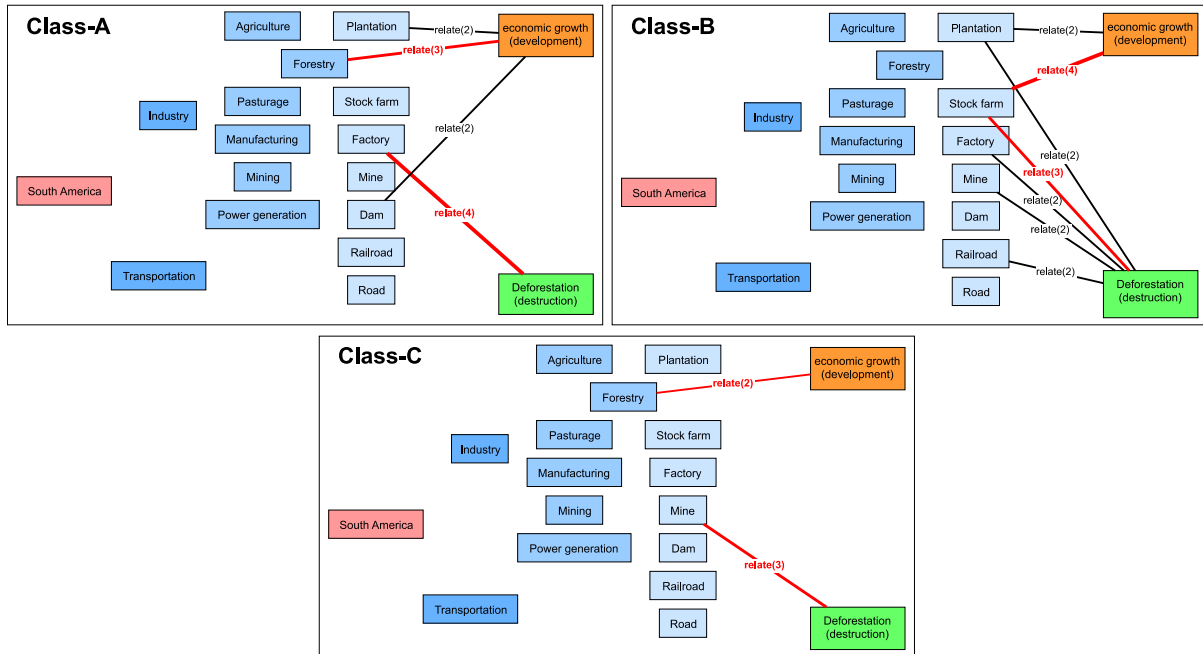 Class-A
Agriculture
Plantation
relate(2)
economic growth
(development)
Forestry
relate(3)
Pasturage
Stock farm
Industry
Manufacturing
Factory
relate(2)
Mining
Mine
South America
Power generation
Dam
relate(4)
Railroad
Transportation
Road
Deforestation
(destruction)
Class-B
Agriculture
Plantation
relate(2)
economic growth
(development)
Forestry
relate(4)
Pasturage
Stock farm
Industry
Manufacturing
Factory
relate(2)
relate(3)
Mining
Mine
South America
relate(2)
Power generation
Dam
relate(2)
Railroad
relate(2)
Transportation
Road
Deforestation
(destruction)
Class-C
Agriculture
Plantation
economic growth
(development)
relate(2)
Forestry
Pasturage
Stock farm
Industry
Manufacturing
Factory
Mining
Mine
South America
Power generation
Dam
relate(3)
Railroad
Transportation
Road
Deforestation
(destruction)